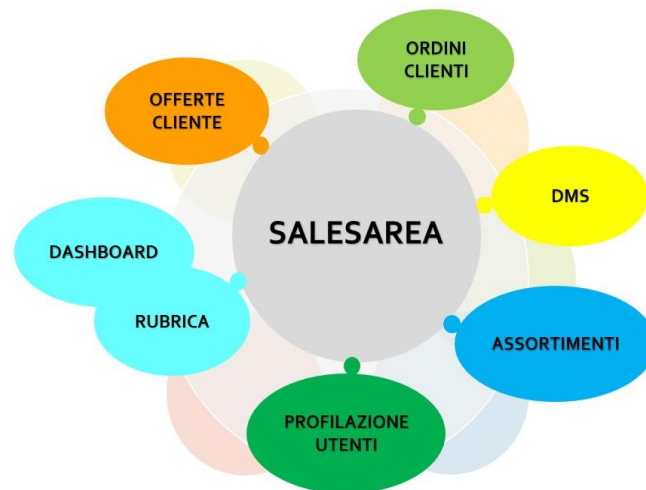 ORDINI
CLIENTI
OFFERTE
CLIENTE
DMS
SALESAREA
DASHBOARD
RUBRICA
ASSORTIMENTI
PROFILAZIONE
UTENTI